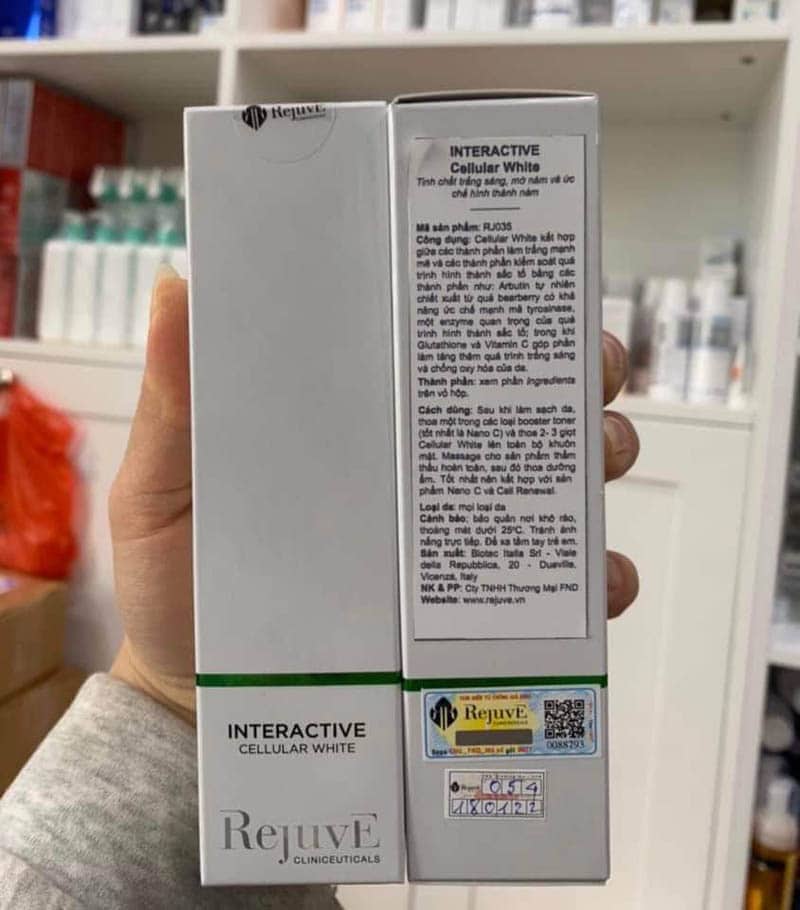 RejuvE
INTERACTIVE
CELLULAR WHITE
RejuvE
CLINICEUTICALS
INTERACTIVE
Cellular White
Tinh chất trắng sáng, mờ nám và ức
chế hình thành nám
Mã sản phẩm: RJ035
Công dụng: Cellular White kết hợp
giữa các thành phần làm trắng mạnh
mẽ và các thành phần kiểm soát quá
trình hình thành sắc tố bằng các
thành phần như: Arbutin tự nhiên
chiết xuất từ quả bearberry có khả
năng ức chế mạnh mã tyrosinase,
một enzyme quan trọng của quá
trình hình thành sắc tố; trong khi
Glutathione và Vitamin C góp phần
làm tăng thêm quá trình trắng sáng
và chống oxy hóa của da.
Thành phần: xem phần Ingredients
trên vỏ hộp.
Cách dùng: Sau khi làm sạch da,
thoa một trong các loại booster toner
(tốt nhất là Nano C) và thoa 2- 3 giọt
Cellular White lên toàn bộ khuôn
mặt. Massage cho sản phẩm thẩm
thấu hoàn toàn, sau đó thoa dưỡng
ẩm. Tốt nhất nên kết hợp với sản
phẩm Nano C và Cell Renewal.
Loại da: mọi loại da
Cảnh báo: bảo quản nơi khô ráo,
thoáng mát dưới 25°C. Tránh ánh
nắng trực tiếp. Để xa tầm tay trẻ em.
Sản xuất: Biotec Italia Srl - Viale
della Repubblica, 20 - Dueville,
Vicenza, Italy
NK & PP: Cty TNHH Thương Mại FND
Website: www.rejuve.vn
RejuvE
CLINICEUTICALS
0088793
054
180122